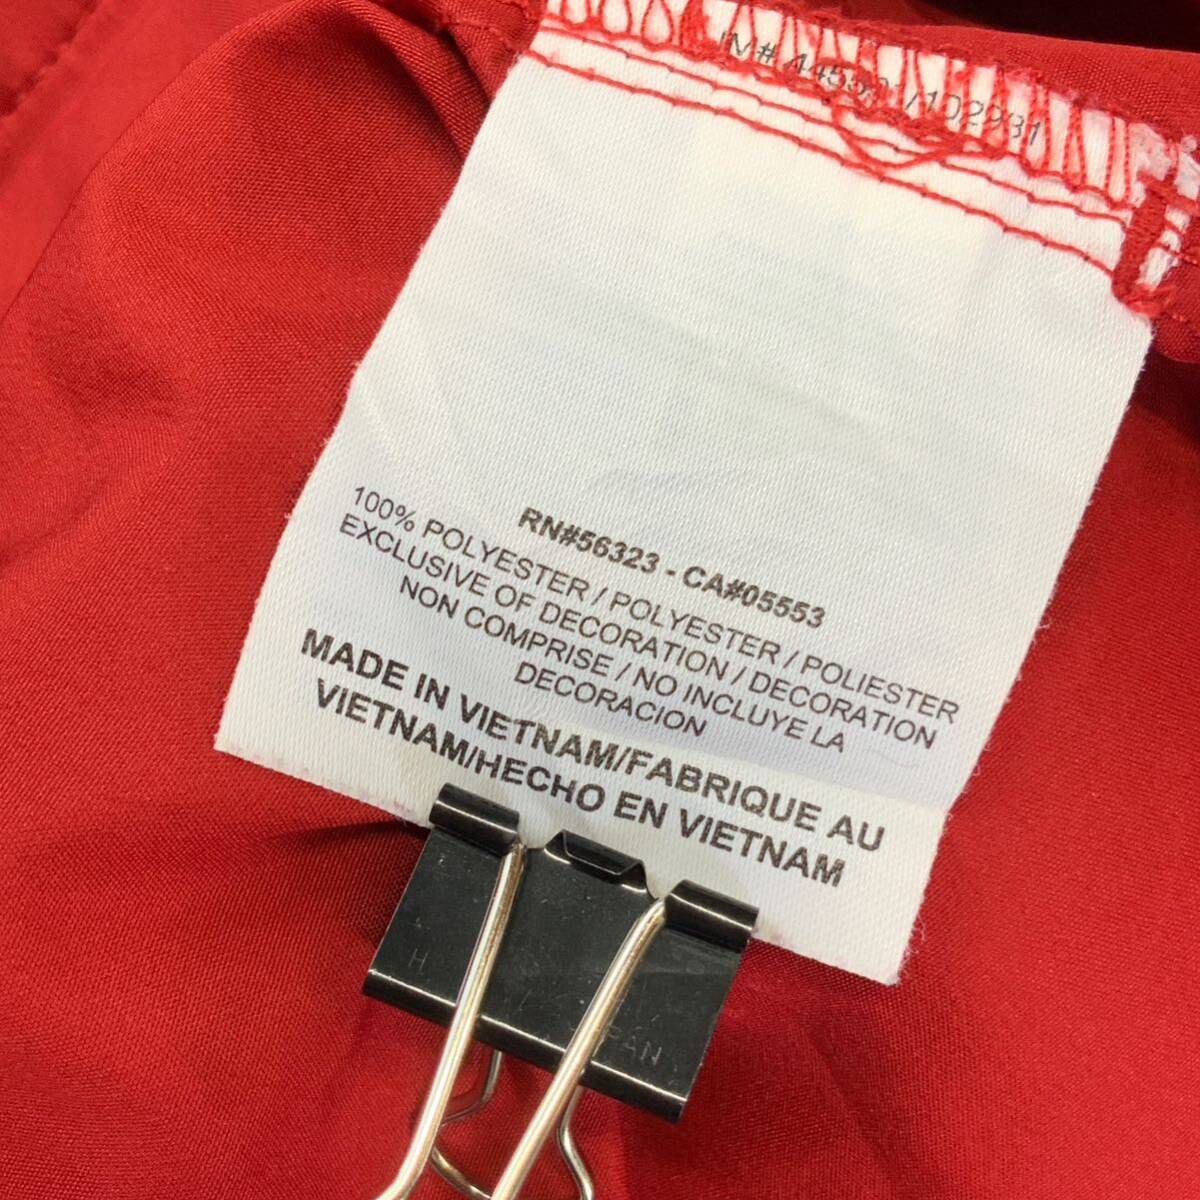 RN#56323 - CA#05553
100% POLYESTER / POLYESTER / POLIESTER
EXCLUSIVE OF DECORATION / DECORATION
NON COMPRISE / NO INCLUYE LA
DECORACION
MADE IN VIETNAM/FABRIQUE AU
VIETNAM/HECHO EN VIETNAM